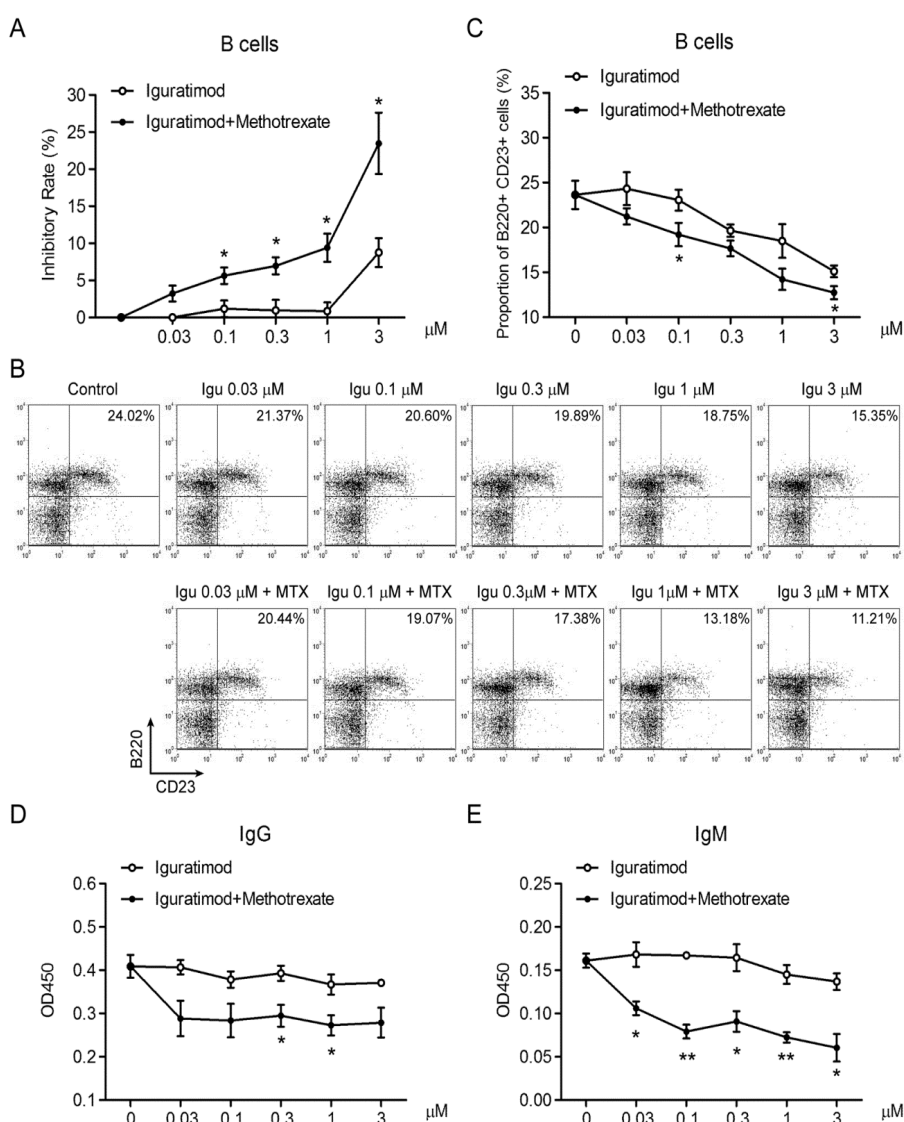 A
B cells
Iguratimod
Iguratimod+Methotrexate
Inhibitory Rate (%)
30
25
20
15
10
5
0
* * * *
0.03 0.1 0.3 1 3 μM
C
B cells
Iguratimod
Iguratimod+Methotrexate
Proportion of B220+ CD23+ cells (%)
35
30
25
20
15
10
* *
0 0.03 0.1 0.3 1 3 μM
B
Control Igu 0.03 μM Igu 0.1 μM Igu 0.3 μM Igu 1 μM Igu 3 μM
24.02% 21.37% 20.60% 19.89% 18.75% 15.35%
Igu 0.03 μM + MTX Igu 0.1 μM + MTX Igu 0.3μM + MTX Igu 1μM + MTX Igu 3 μM + MTX
20.44% 19.07% 17.38% 13.18% 11.21%
B220
CD23
D
IgG
Iguratimod
Iguratimod+Methotrexate
OD450
0.6
0.5
0.4
0.3
0.2
0.1
* *
0 0.03 0.1 0.3 1 3 μM
E
IgM
Iguratimod
Iguratimod+Methotrexate
OD450
0.25
0.20
0.15
0.10
0.05
0.00
* ** * ** *
0 0.03 0.1 0.3 1 3 μM